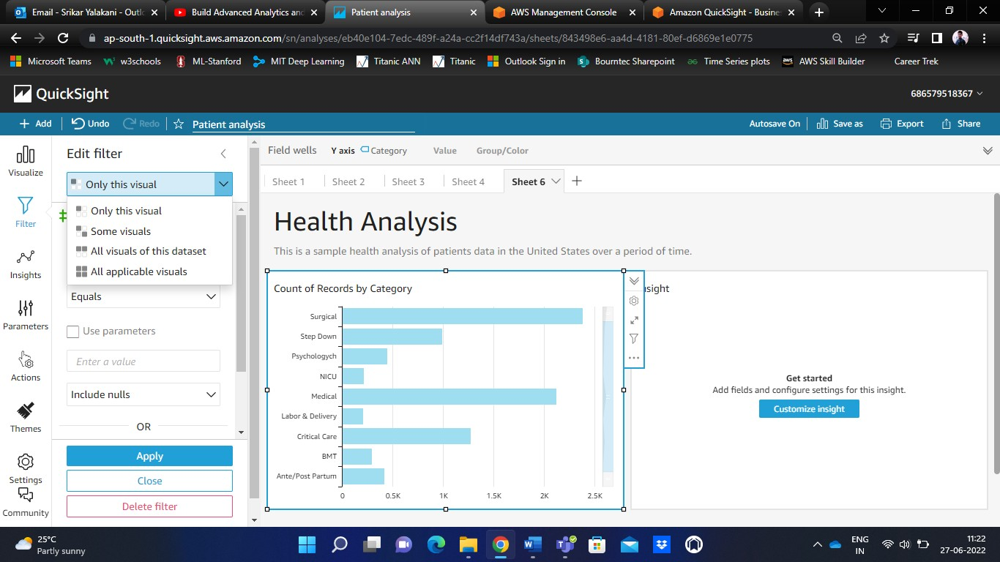 Email - Srikar Yalakani - Outlo
Build Advanced Analytics and
Patient analysis
AWS Management Console
Amazon QuickSight - Busines
ap-south-1.quicksight.aws.amazon.com/sn/analyses/eb40e104-7edc-489f-a24a-cc2f14df743a/sheets/843498e6-aa4d-4181-80ef-d6869e1e0775
Microsoft Teams
w3schools
ML-Stanford
MIT Deep Learning
Titanic ANN
Titanic
Outlook Sign in
Bourntec Sharepoint
Time Series plots
AWS Skill Builder
Career Trek
QuickSight
686579518367
Add
Undo
Redo
Patient analysis
Autosave On
Save as
Export
Share
Visualize
Filter
Insights
Parameters
Actions
Themes
Settings
Community
Edit filter
Only this visual
Only this visual
Some visuals
All visuals of this dataset
All applicable visuals
Equals
Use parameters
Enter a value
Include nulls
OR
Apply
Close
Delete filter
Field wells
Y axis
Category
Value
Group/Color
Sheet 1
Sheet 2
Sheet 3
Sheet 4
Sheet 6
Health Analysis
This is a sample health analysis of patients data in the United States over a period of time.
Count of Records by Category
Surgical
Step Down
Psychologych
NICU
Medical
Labor & Delivery
Critical Care
BMT
Ante/Post Partum
0
0.5K
1K
1.5K
2K
2.5K
sight
Get started
Add fields and configure settings for this insight.
Customize insight
25°C
Partly sunny
ENG
IN
11:22
27-06-2022